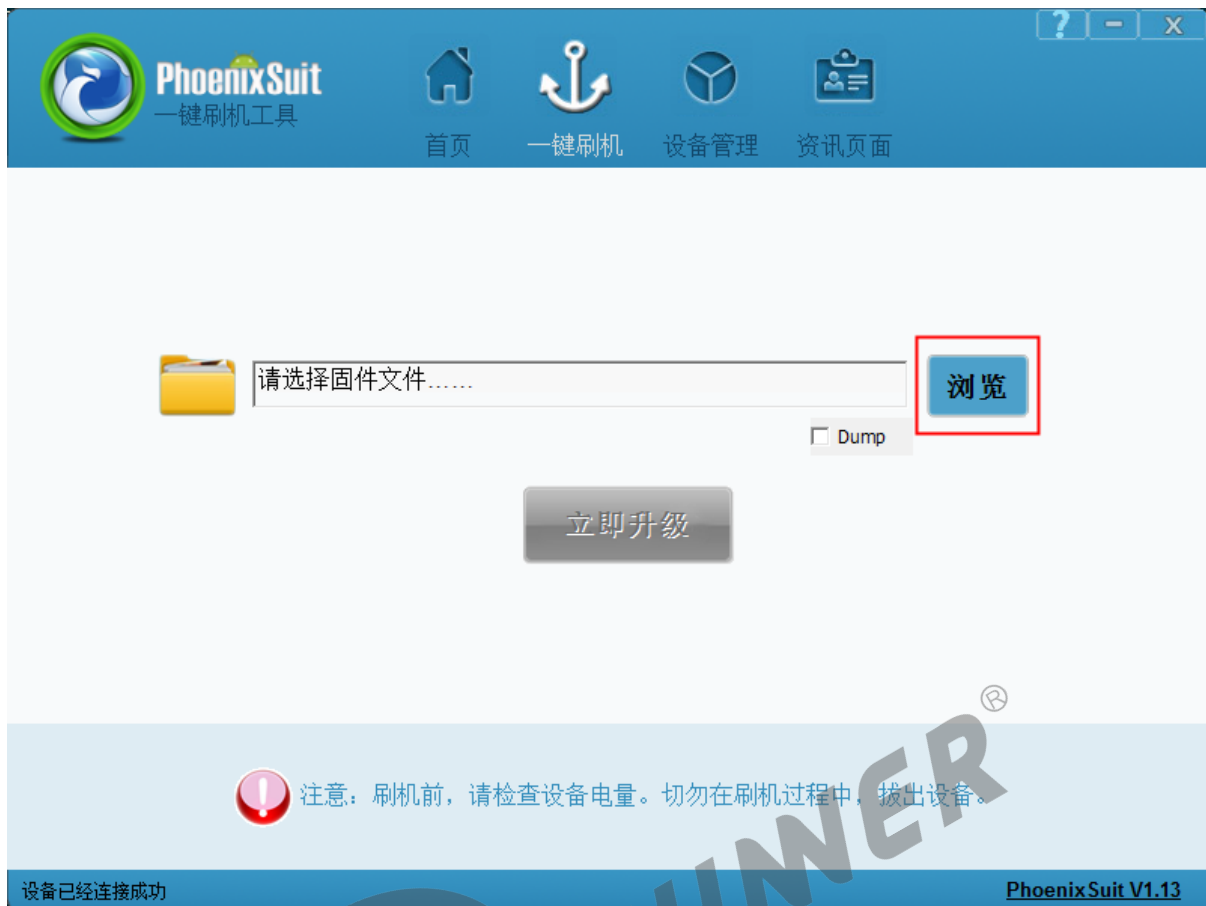 ? - X
PhoenixSuit
一键刷机工具
首页 一键刷机 设备管理 资讯页面
请选择固件文件......
浏览
Dump
立即升级
®
注意：刷机前，请检查设备电量。切勿在刷机过程中，拔出设备。
设备已经连接成功
PhoenixSuit V1.13